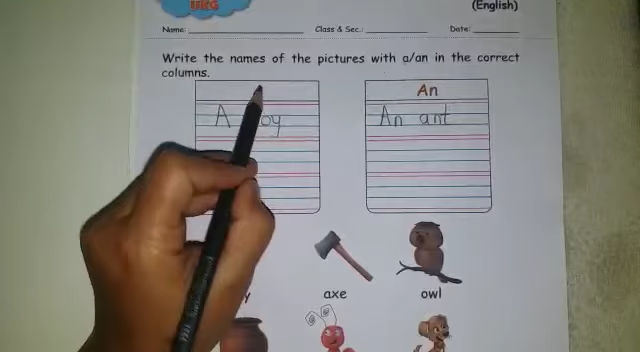 (English)
Name: Class & Sec.: Date:
Write the names of the pictures with a/an in the correct
columns.
An
A oy
An ant
y axe owl